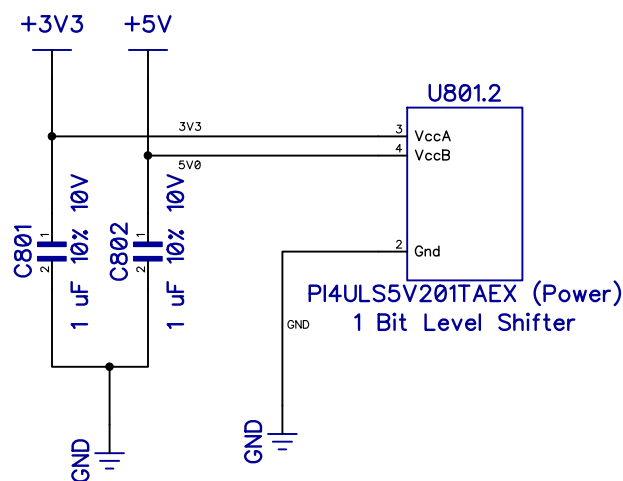 +3V3
+5V
U801.2
3V3
3
VccA
4
VccB
5V0
C801
1
2
1 uF 10% 10V
C802
1
2
1 uF 10% 10V
2
Gnd
PI4ULS5V201TAEX (Power)
1 Bit Level Shifter
GND
GND
GND